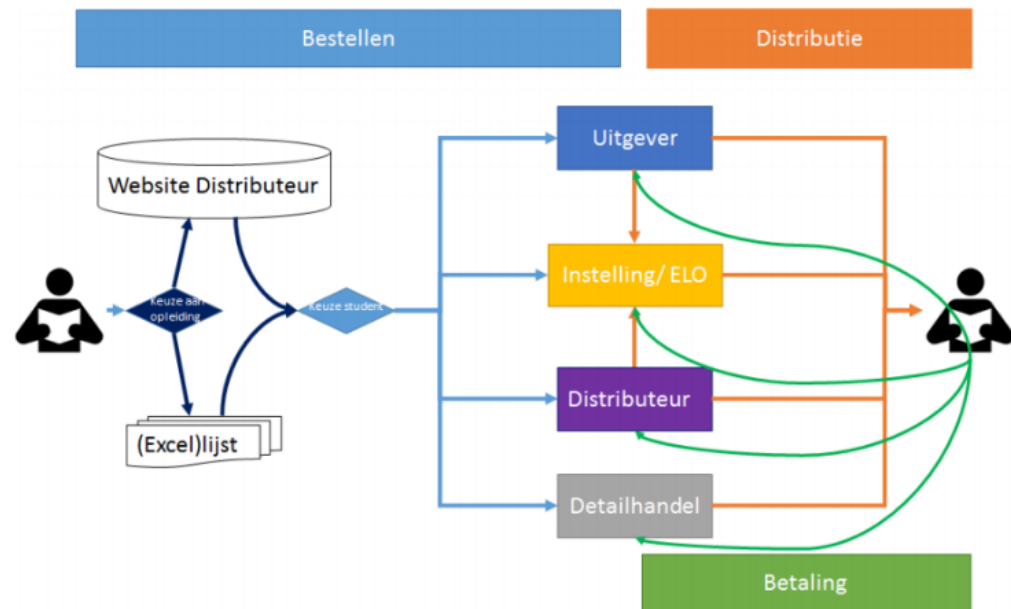 Bestellen
Distributie
Uitgever
Website Distributeur
Instelling/ ELO
Keuze aan
opleiding
Keuze student
Distributeur
(Excel)lijst
Detailhandel
Betaling